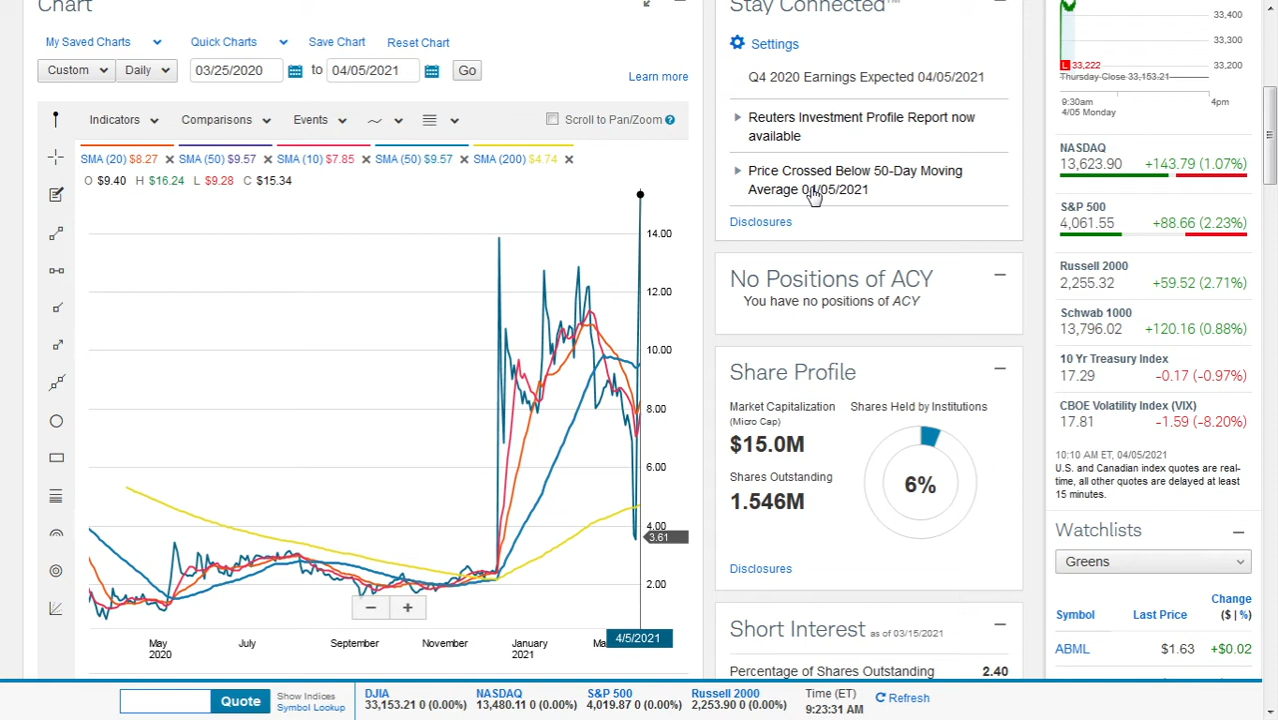 Chart
My Saved Charts
Quick Charts
Save Chart
Reset Chart
Custom
Daily
03/25/2020
to
04/05/2021
Go
Learn more
Indicators
Comparisons
Events
Scroll to Pan/Zoom
SMA (20) $8.27
SMA (50) $9.57
SMA (10) $7.85
SMA (50) $9.57
SMA (200) $4.74
O $9.40 H $16.24 L $9.28 C $15.34
14.00
12.00
10.00
8.00
6.00
4.00
3.61
2.00
May
2020
July
September
November
January
2021
4/5/2021
Stay Connected™
Settings
Q4 2020 Earnings Expected 04/05/2021
Reuters Investment Profile Report now
available
Price Crossed Below 50-Day Moving
Average 04/05/2021
Disclosures
No Positions of ACY
You have no positions of ACY
Share Profile
Market Capitalization
(Micro Cap)
$15.0M
Shares Outstanding
1.546M
Shares Held by Institutions
6%
Disclosures
Short Interest as of 03/15/2021
Percentage of Shares Outstanding 2.40
33,400
33,300
33,200
L 33,222
Thursday Close 33,153.21
9:30am
4pm
4/05 Monday
NASDAQ
13,623.90 +143.79 (1.07%)
S&P 500
4,061.55 +88.66 (2.23%)
Russell 2000
2,255.32 +59.52 (2.71%)
Schwab 1000
13,796.02 +120.16 (0.88%)
10 Yr Treasury Index
17.29 -0.17 (-0.97%)
CBOE Volatility Index (VIX)
17.81 -1.59 (-8.20%)
10:10 AM ET, 04/05/2021
U.S. and Canadian index quotes are real-
time, all other quotes are delayed at least
15 minutes.
Watchlists
Greens
Symbol
Last Price
Change
($ | %)
ABML $1.63 +$0.02
Quote
Show Indices
Symbol Lookup
DJIA
33,153.21 0 (0.00%)
NASDAQ
13,480.11 0 (0.00%)
S&P 500
4,019.87 0 (0.00%)
Russell 2000
2,253.90 0 (0.00%)
Time (ET)
9:23:31 AM
Refresh